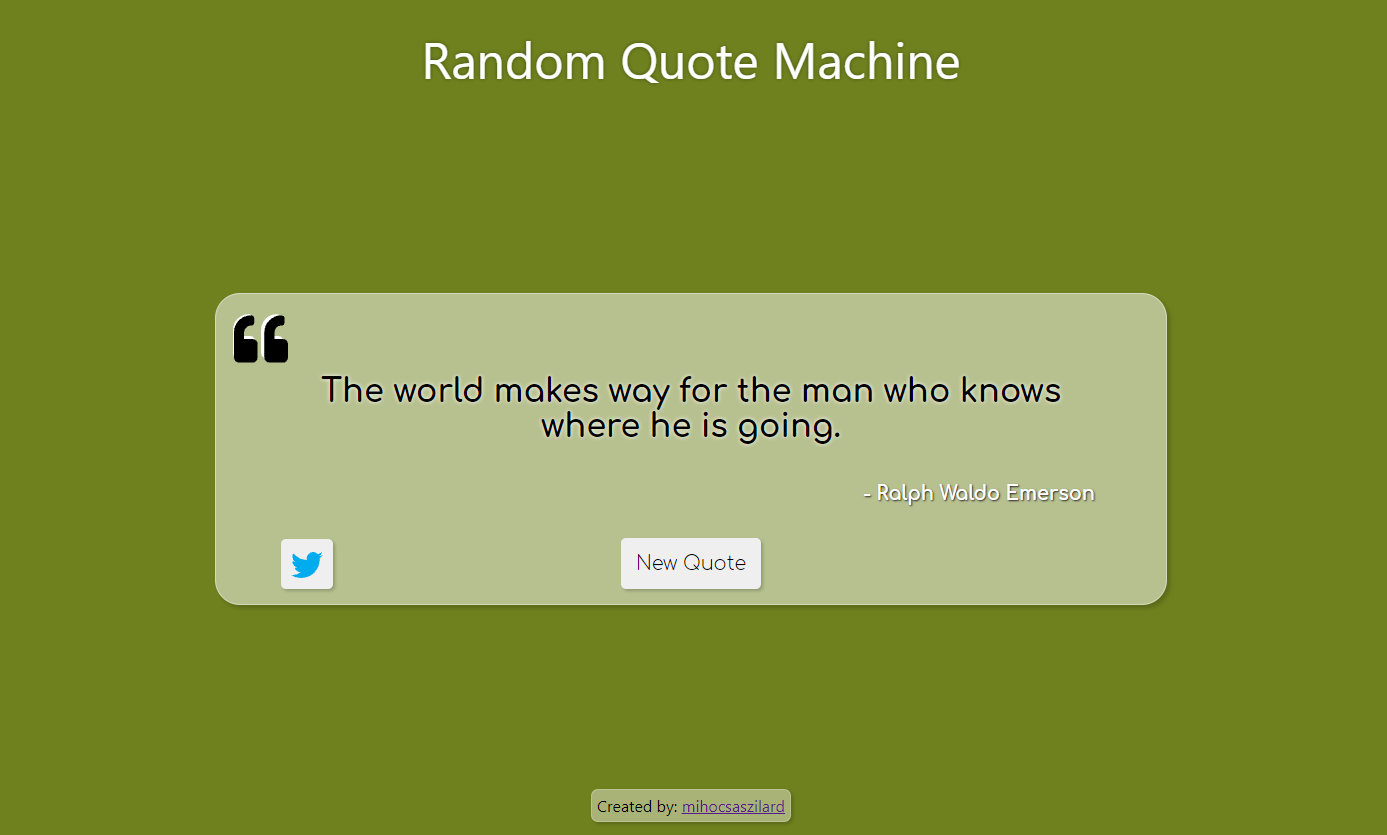 Random Quote Machine
The world makes way for the man who knows
where he is going.
- Ralph Waldo Emerson
New Quote
Created by: mihocsaszilard